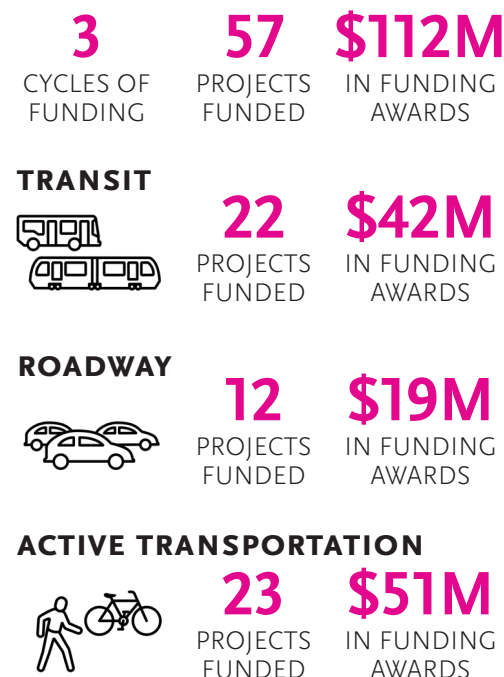 3 57 $112M
CYCLES OF PROJECTS IN FUNDING
FUNDING FUNDED AWARDS
TRANSIT
22 $42M
PROJECTS IN FUNDING
FUNDED AWARDS
ROADWAY
12 $19M
PROJECTS IN FUNDING
FUNDED AWARDS
ACTIVE TRANSPORTATION
23 $51M
PROJECTS IN FUNDING
FUNDED AWARDS